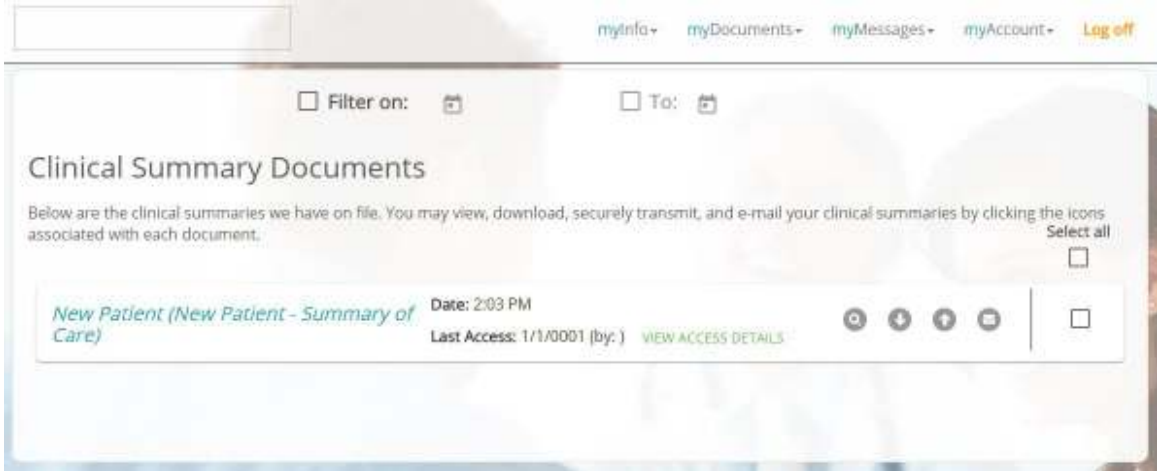 myInfo myDocuments myMessages myAccount Log off
Filter on: To:
Clinical Summary Documents
Below are the clinical summaries we have on file. You may view, download, securely transmit, and e-mail your clinical summaries by clicking the icons
associated with each document.
Select all
New Patient (New Patient - Summary of
Care)
Date: 2:03 PM
Last Access: 1/1/0001 (by: ) VIEW ACCESS DETAILS